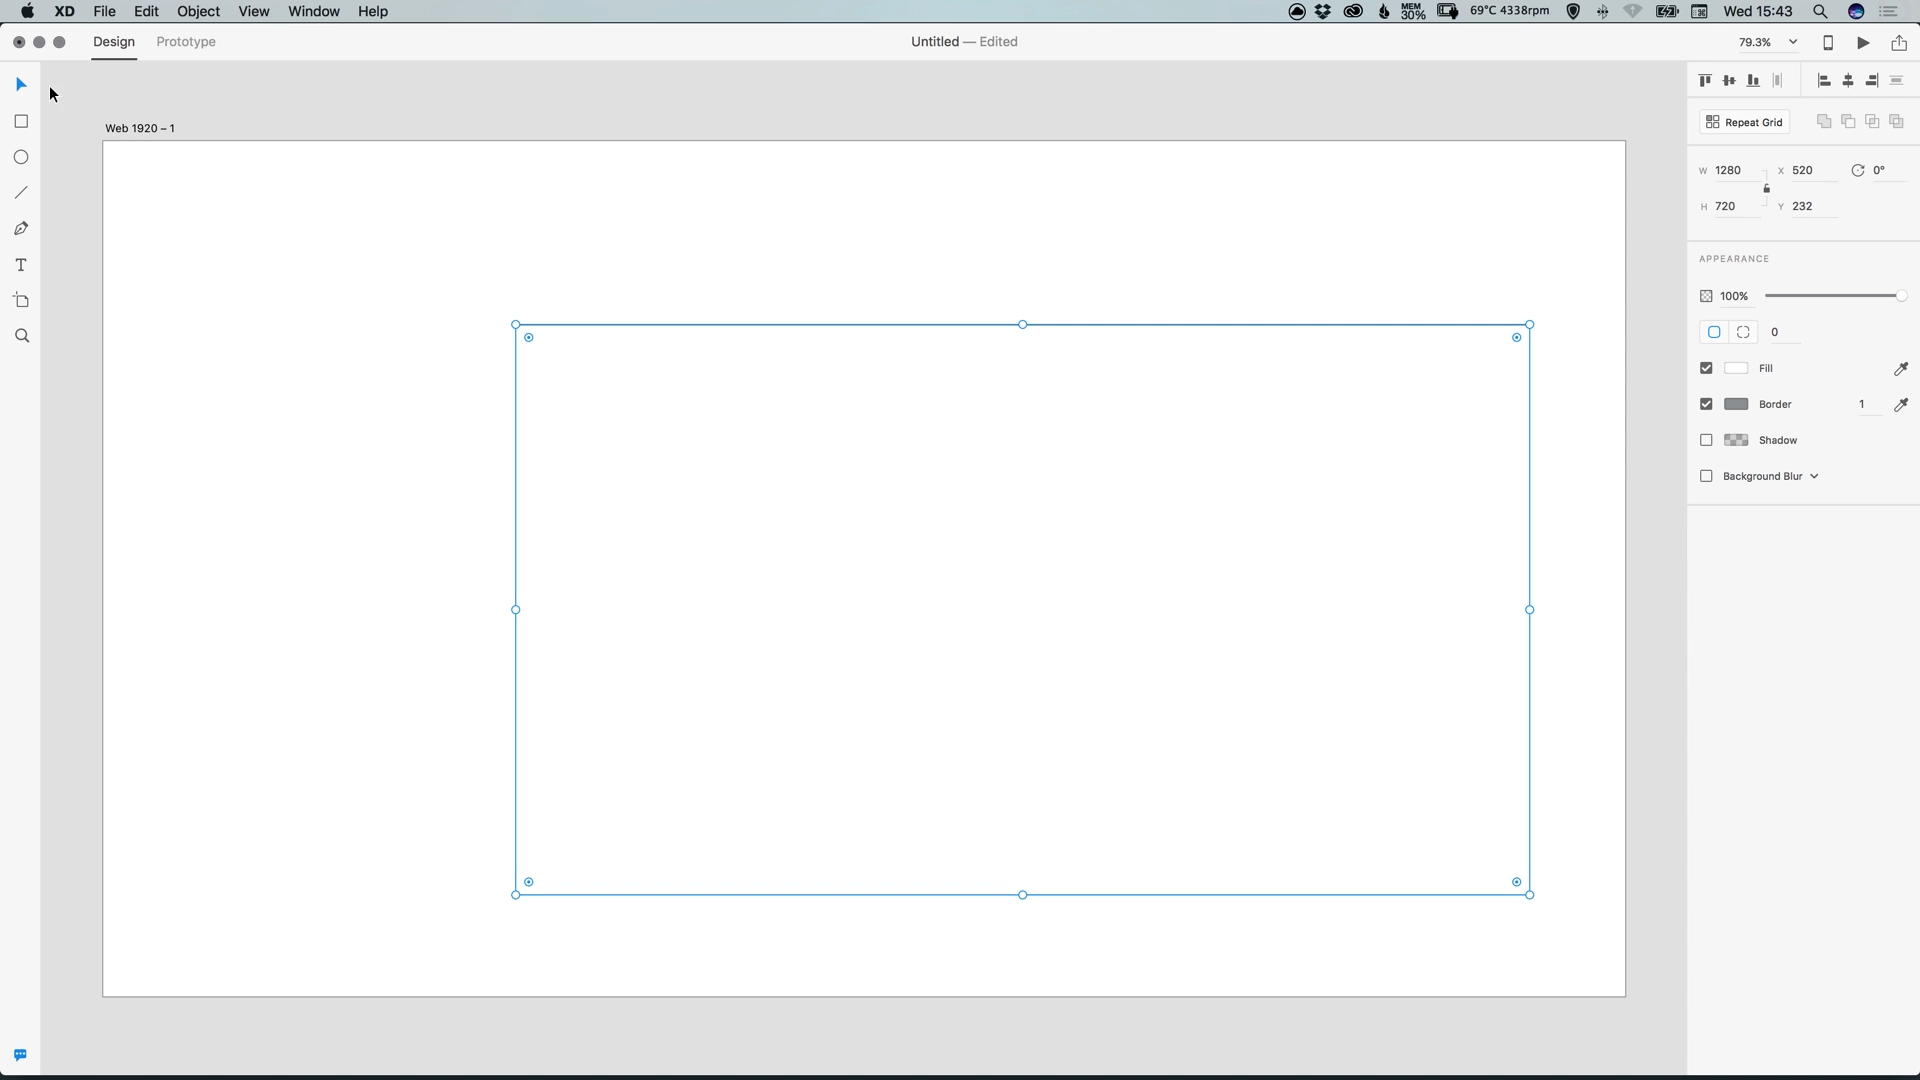 XD File Edit Object View Window Help MEM 30% 69°C 4338rpm Wed 15:43
Design Prototype Untitled — Edited 79.3%
Web 1920 – 1
Repeat Grid
W 1280 X 520 0°
H 720 Y 232
APPEARANCE
100%
0
Fill
Border 1
Shadow
Background Blur
T